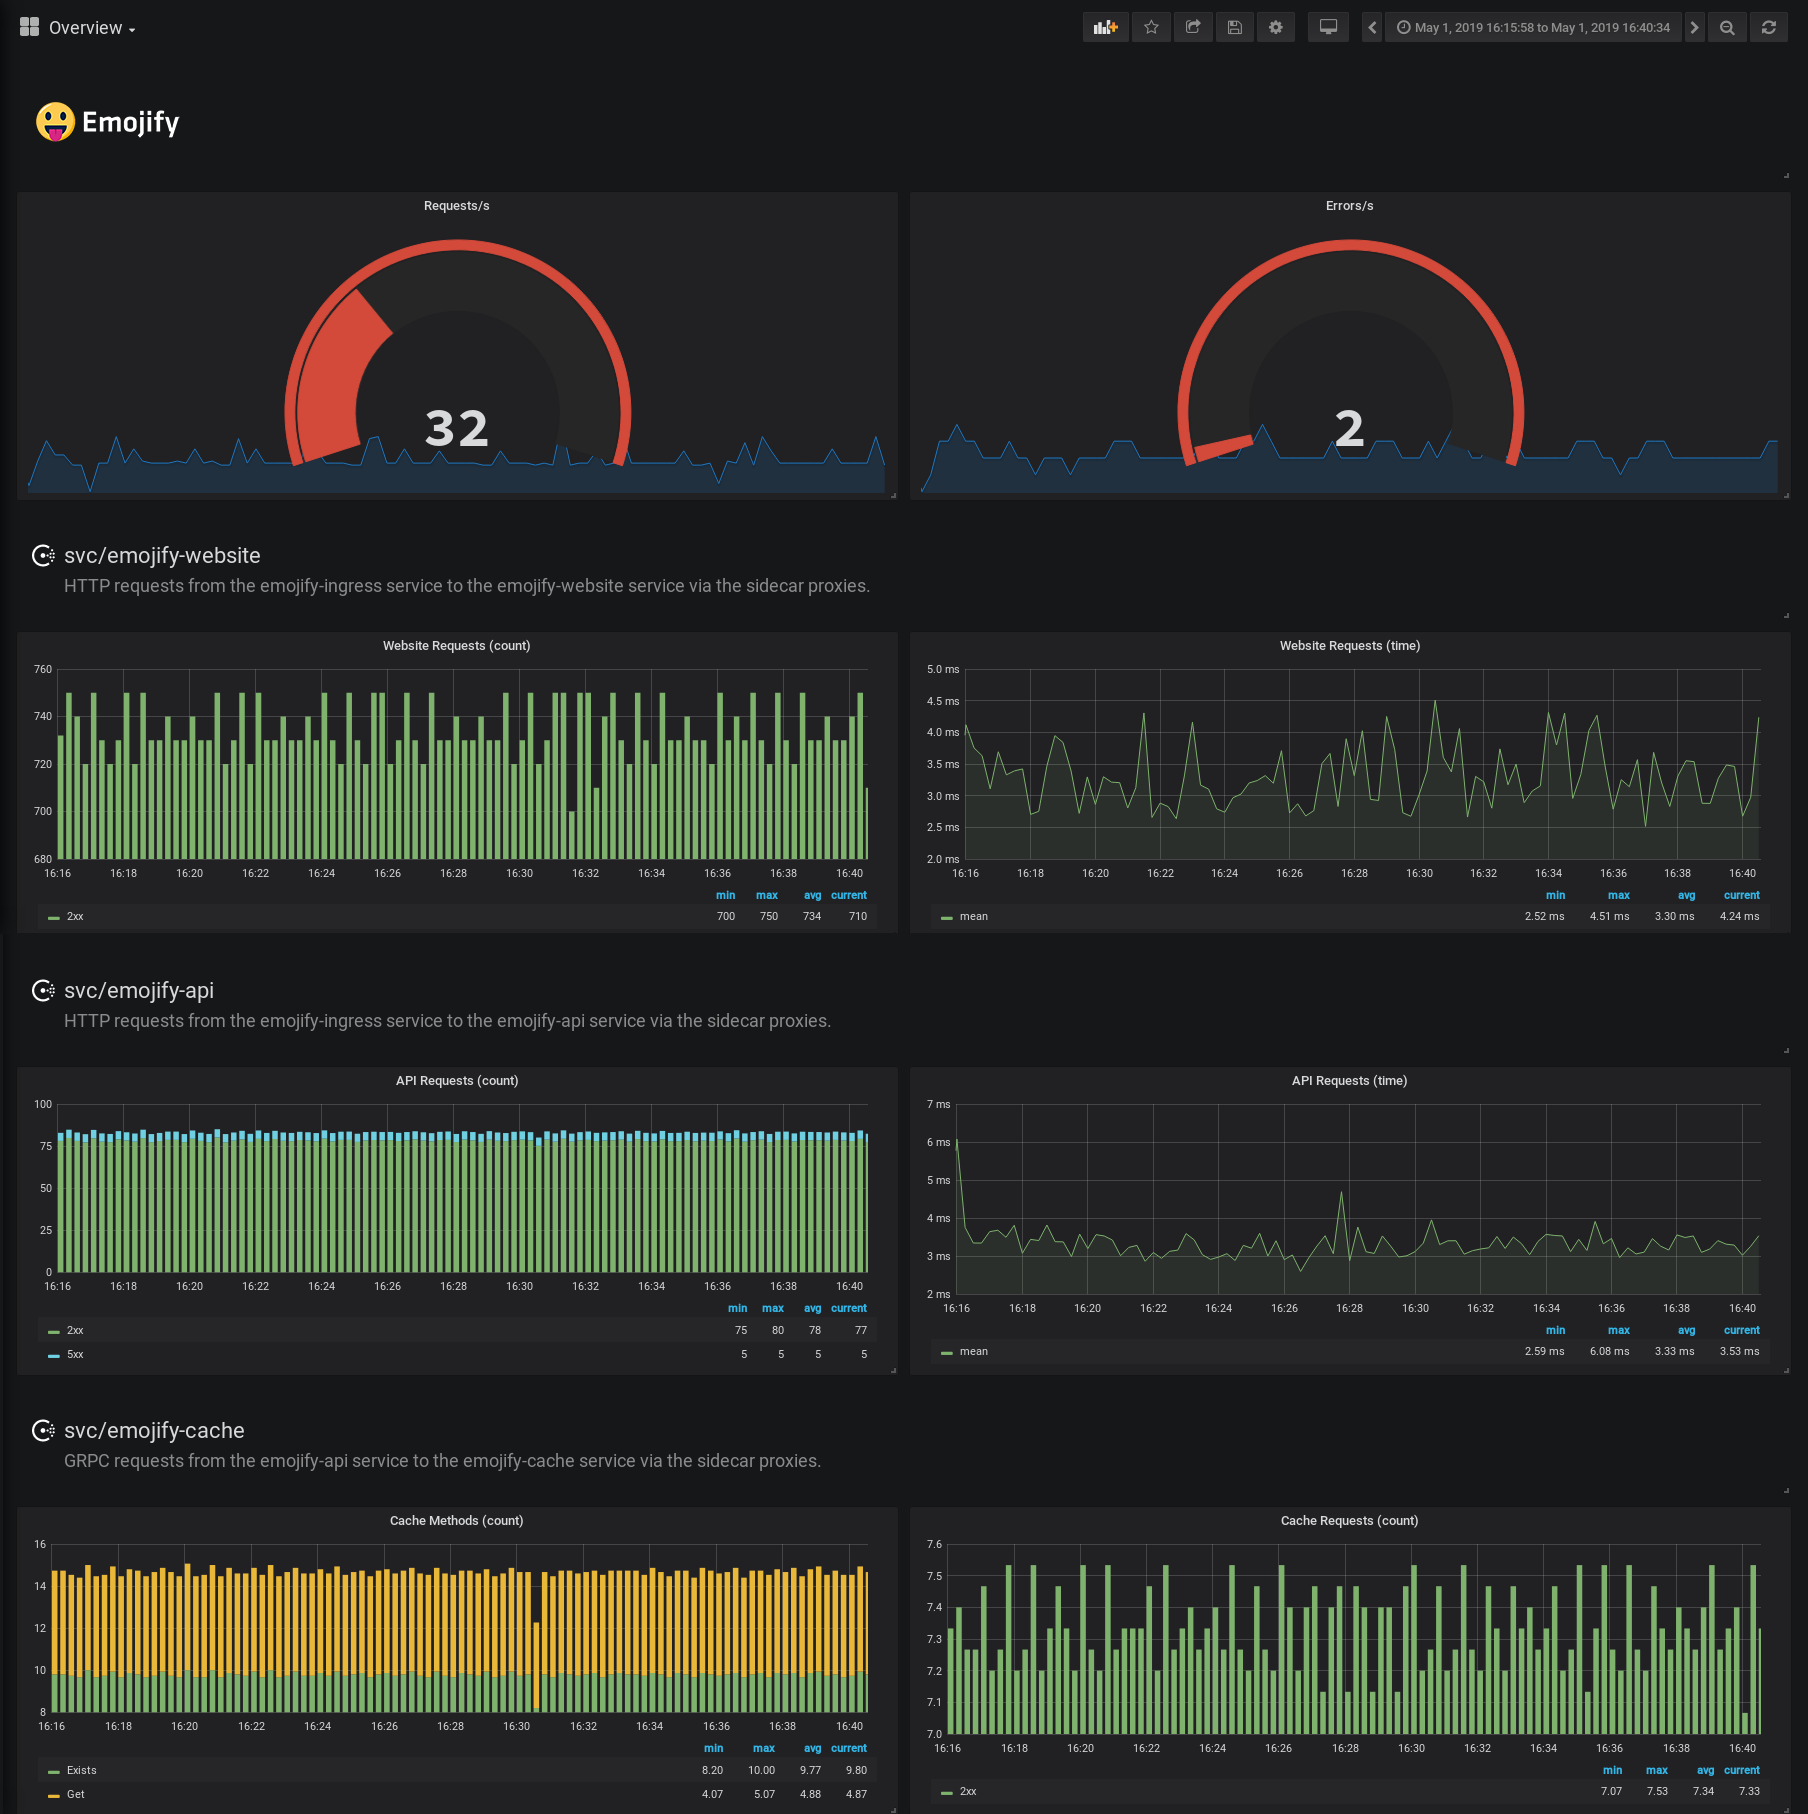 Overview
May 1, 2019 16:15:58 to May 1, 2019 16:40:34
Emojify
Requests/s
32
Errors/s
2
svc/emojify-website
HTTP requests from the emojify-ingress service to the emojify-website service via the sidecar proxies.
Website Requests (count)
760
740
720
700
680
16:16 16:18 16:20 16:22 16:24 16:26 16:28 16:30 16:32 16:34 16:36 16:38 16:40
min max avg current
2xx 700 750 734 710
Website Requests (time)
5.0 ms
4.5 ms
4.0 ms
3.5 ms
3.0 ms
2.5 ms
2.0 ms
16:16 16:18 16:20 16:22 16:24 16:26 16:28 16:30 16:32 16:34 16:36 16:38 16:40
min max avg current
mean 2.52 ms 4.51 ms 3.30 ms 4.24 ms
svc/emojify-api
HTTP requests from the emojify-ingress service to the emojify-api service via the sidecar proxies.
API Requests (count)
100
75
50
25
0
16:16 16:18 16:20 16:22 16:24 16:26 16:28 16:30 16:32 16:34 16:36 16:38 16:40
min max avg current
2xx 75 80 78 77
5xx 5 5 5 5
API Requests (time)
7 ms
6 ms
5 ms
4 ms
3 ms
2 ms
16:16 16:18 16:20 16:22 16:24 16:26 16:28 16:30 16:32 16:34 16:36 16:38 16:40
min max avg current
mean 2.59 ms 6.08 ms 3.33 ms 3.53 ms
svc/emojify-cache
GRPC requests from the emojify-api service to the emojify-cache service via the sidecar proxies.
Cache Methods (count)
16
14
12
10
8
16:16 16:18 16:20 16:22 16:24 16:26 16:28 16:30 16:32 16:34 16:36 16:38 16:40
min max avg current
Exists 8.20 10.00 9.77 9.80
Get 4.07 5.07 4.88 4.87
Cache Requests (count)
7.6
7.5
7.4
7.3
7.2
7.1
7.0
16:16 16:18 16:20 16:22 16:24 16:26 16:28 16:30 16:32 16:34 16:36 16:38 16:40
min max avg current
2xx 7.07 7.53 7.34 7.33